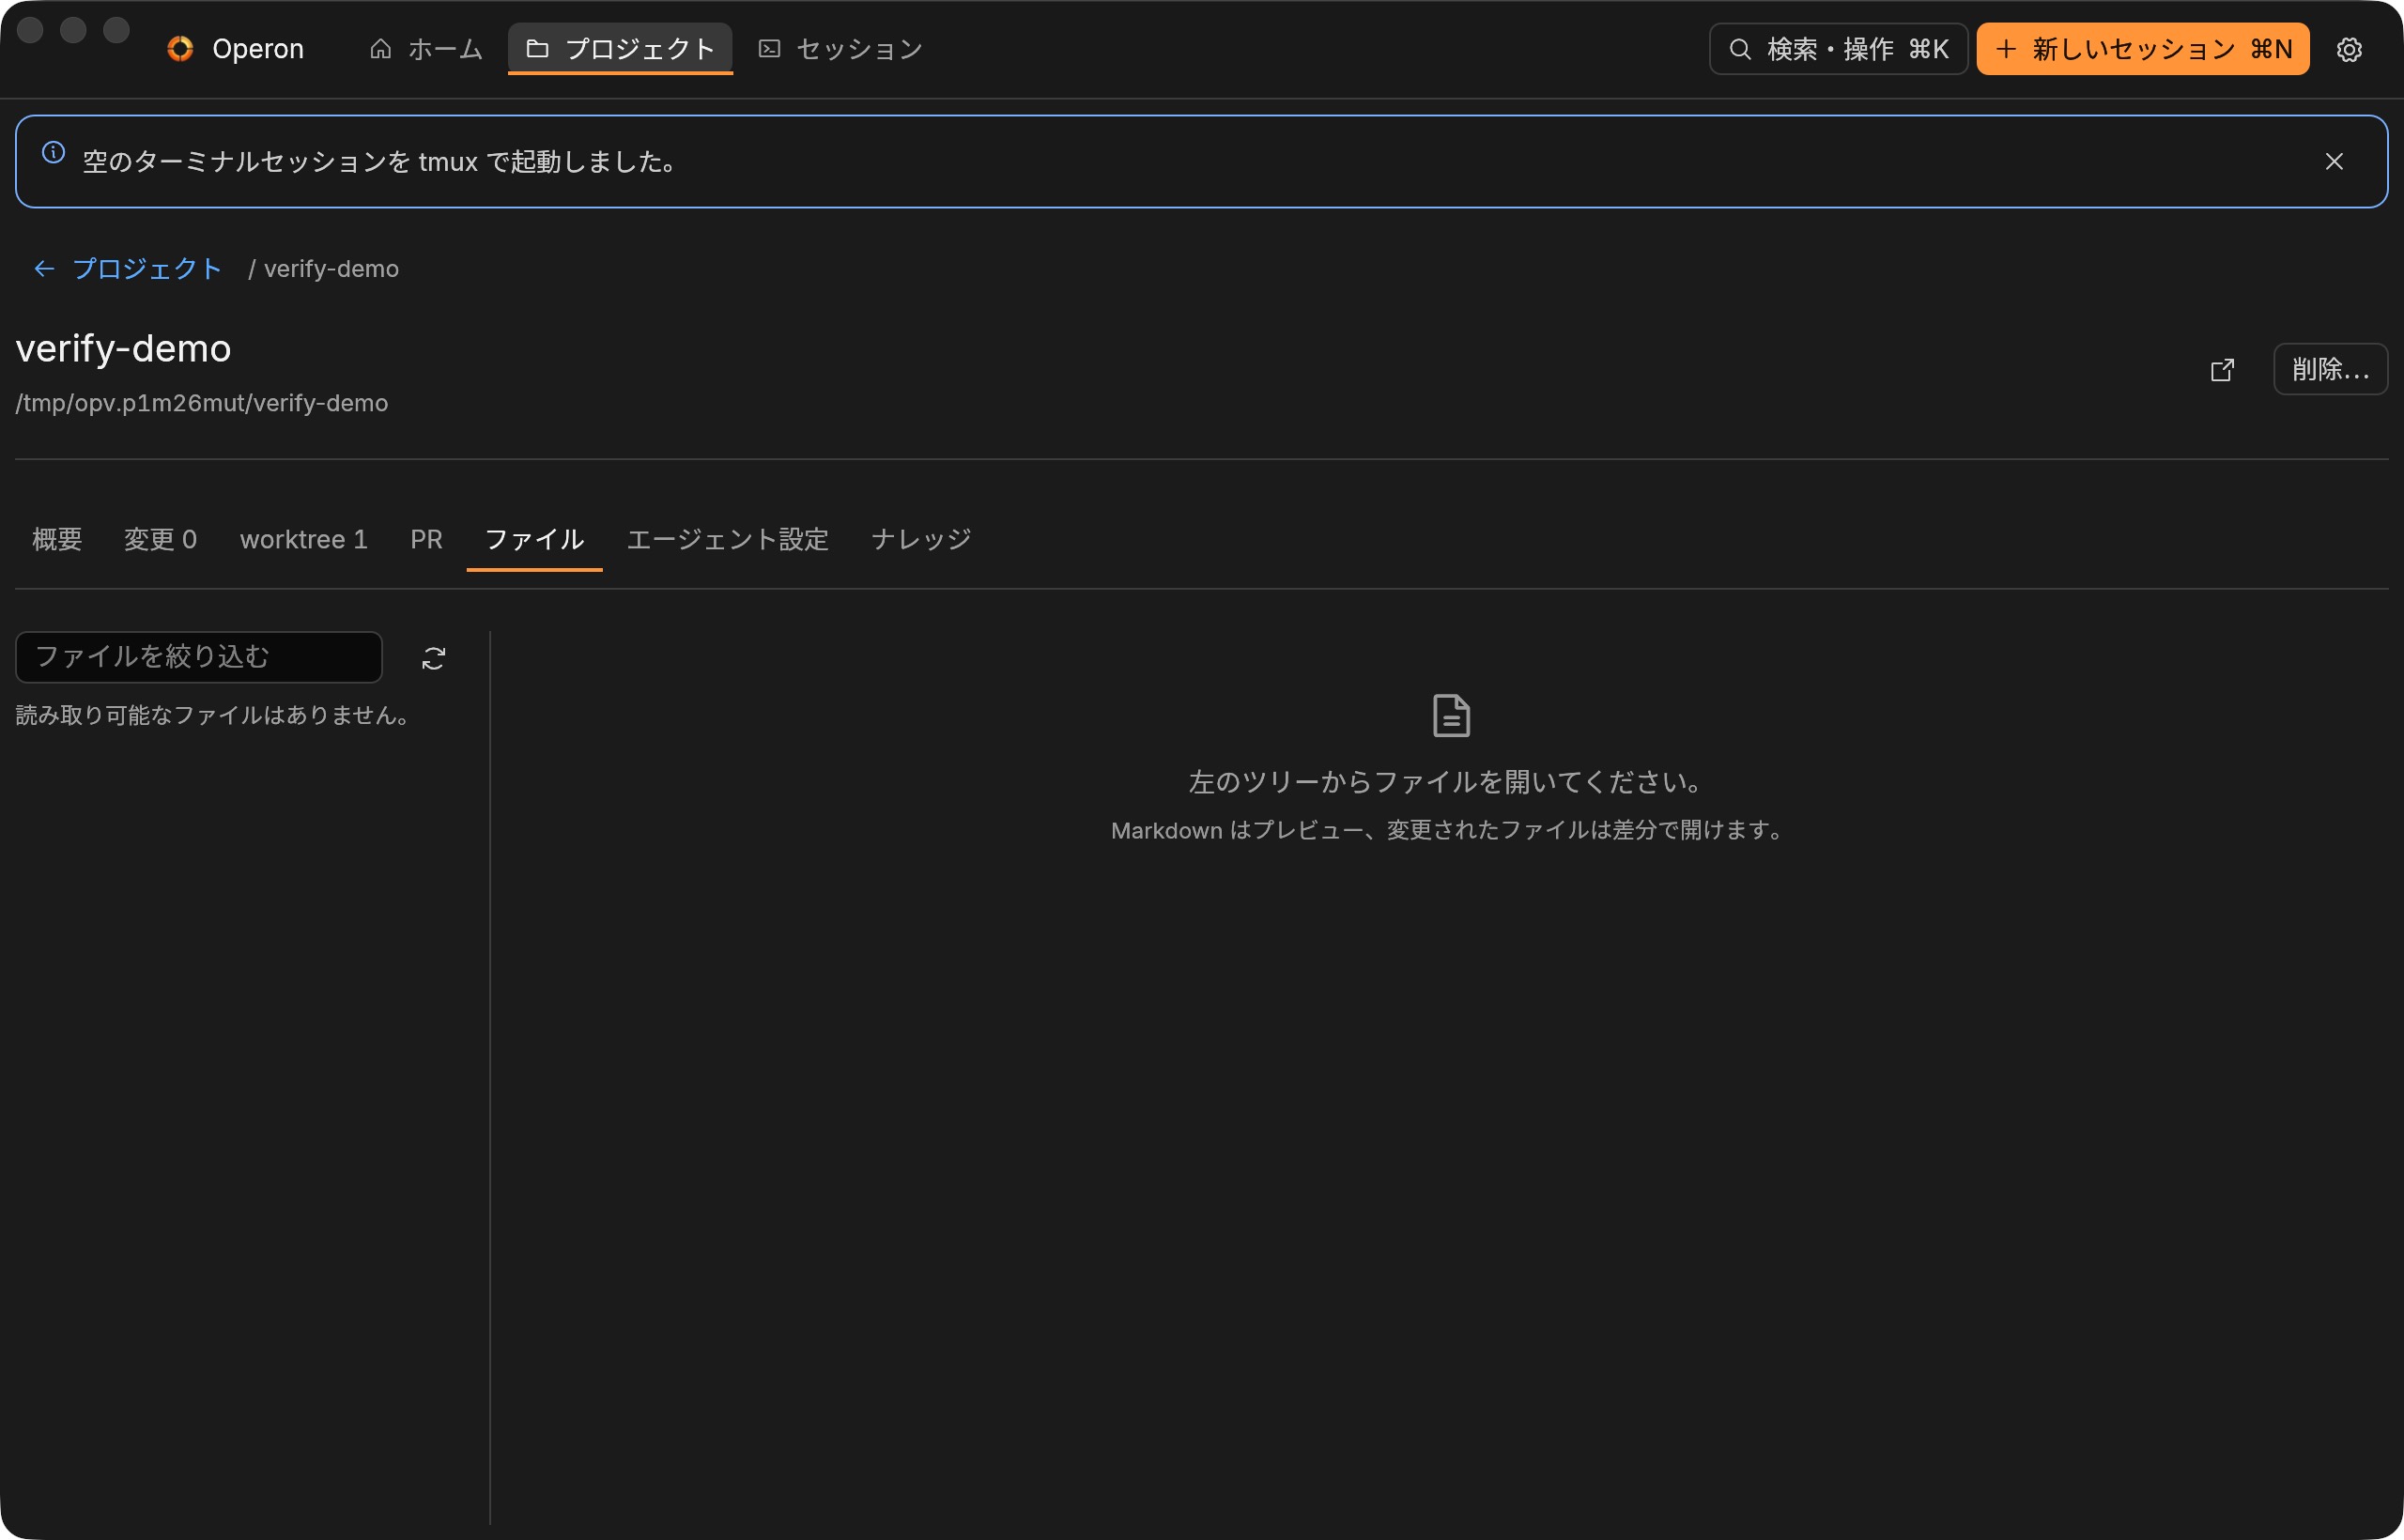 Operon ホーム プロジェクト セッション 検索・操作 ⌘K 新しいセッション ⌘N
空のターミナルセッションを tmux で起動しました。
プロジェクト / verify-demo
verify-demo
削除...
/tmp/opv.p1m26mut/verify-demo
概要 変更 0 worktree 1 PR ファイル エージェント設定 ナレッジ
ファイルを絞り込む
読み取り可能なファイルはありません。
左のツリーからファイルを開いてください。
Markdown はプレビュー、変更されたファイルは差分で開けます。